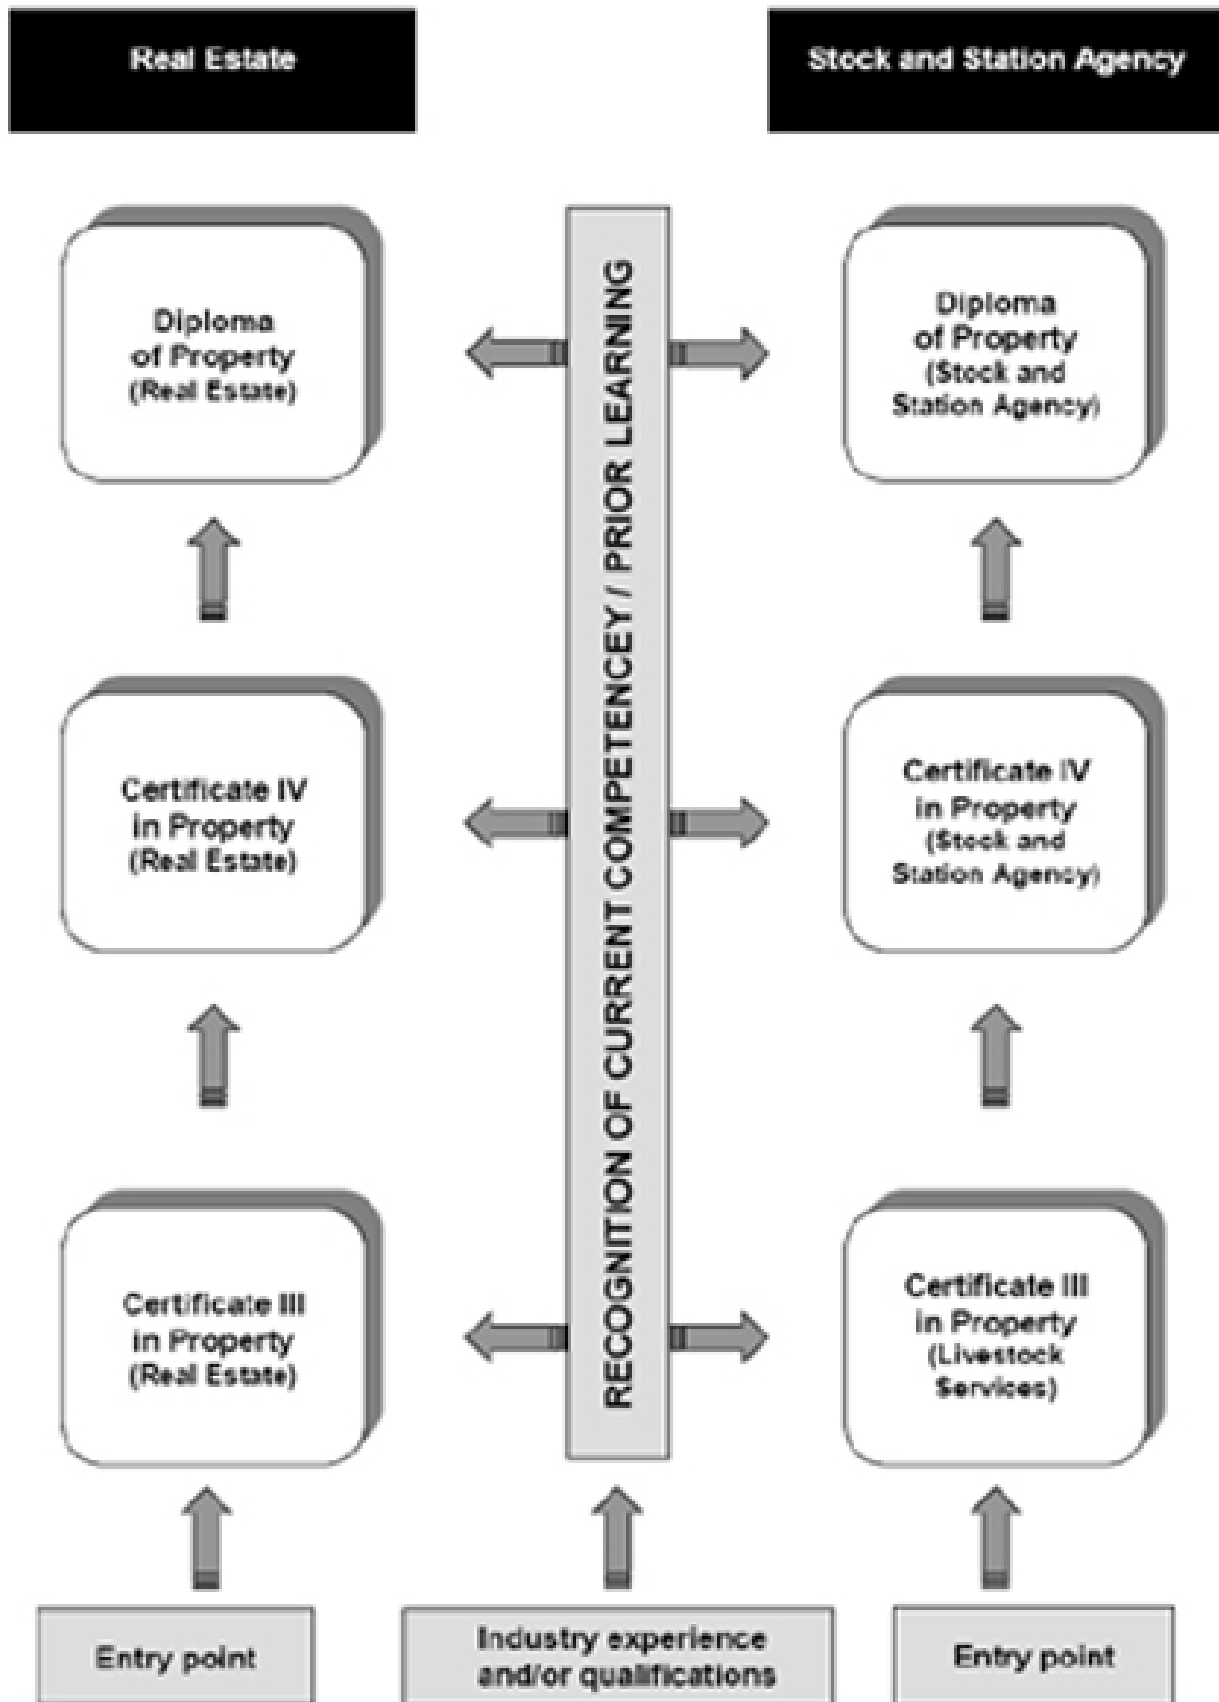 Real Estate
Stock and Station Agency
Diploma
of Property
(Real Estate)
RECOGNITION OF CURRENT COMPETENCEY / PRIOR LEARNING
Diploma
of Property
(Stock and
Station Agency)
Certificate IV
in Property
(Real Estate)
Certificate IV
in Property
(Stock and
Station Agency)
Certificate III
in Property
(Real Estate)
Certificate III
in Property
(Livestock
Services)
Entry point
Industry experience
and/or qualifications
Entry point